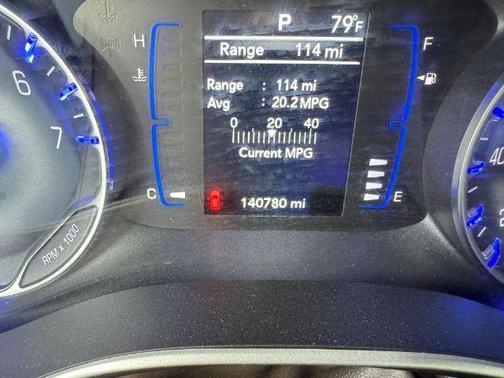 P 79°F
Range 114 mi
H F
Range : 114 mi
Avg : 20.2 MPG
0 20 40
Current MPG
C E
140780 mi
6
7
RPM x 1000
40